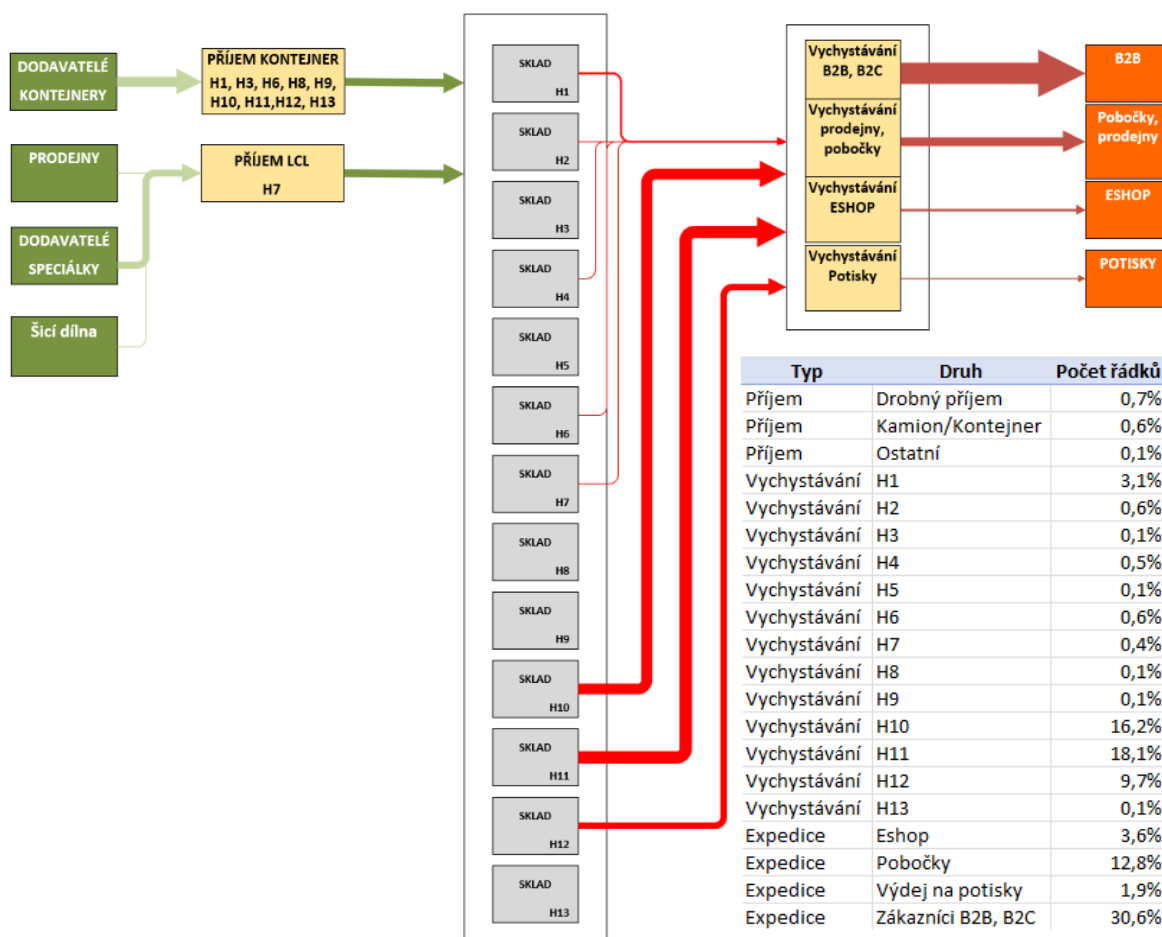 DODAVATELÉ
KONTEJNERY
PRODEJNY
DODAVATELÉ
SPECIÁLKY
Šicí dílna
PŘÍJEM KONTEJNER
H1, H3, H6, H8, H9,
H10, H11,H12, H13
PŘÍJEM LCL
H7
SKLAD
H1
SKLAD
H2
SKLAD
H3
SKLAD
H4
SKLAD
H5
SKLAD
H6
SKLAD
H7
SKLAD
H8
SKLAD
H9
SKLAD
H10
SKLAD
H11
SKLAD
H12
SKLAD
H13
Vychystávání
B2B, B2C
Vychystávání
prodejny,
pobočky
Vychystávání
ESHOP
Vychystávání
Potisky
B2B
Pobočky,
prodejny
ESHOP
POTISKY
Typ Druh Počet řádků
Příjem Drobný příjem 0,7%
Příjem Kamion/Kontejner 0,6%
Příjem Ostatní 0,1%
Vychystávání H1 3,1%
Vychystávání H2 0,6%
Vychystávání H3 0,1%
Vychystávání H4 0,5%
Vychystávání H5 0,1%
Vychystávání H6 0,6%
Vychystávání H7 0,4%
Vychystávání H8 0,1%
Vychystávání H9 0,1%
Vychystávání H10 16,2%
Vychystávání H11 18,1%
Vychystávání H12 9,7%
Vychystávání H13 0,1%
Expedice Eshop 3,6%
Expedice Pobočky 12,8%
Expedice Výdej na potisky 1,9%
Expedice Zákazníci B2B, B2C 30,6%